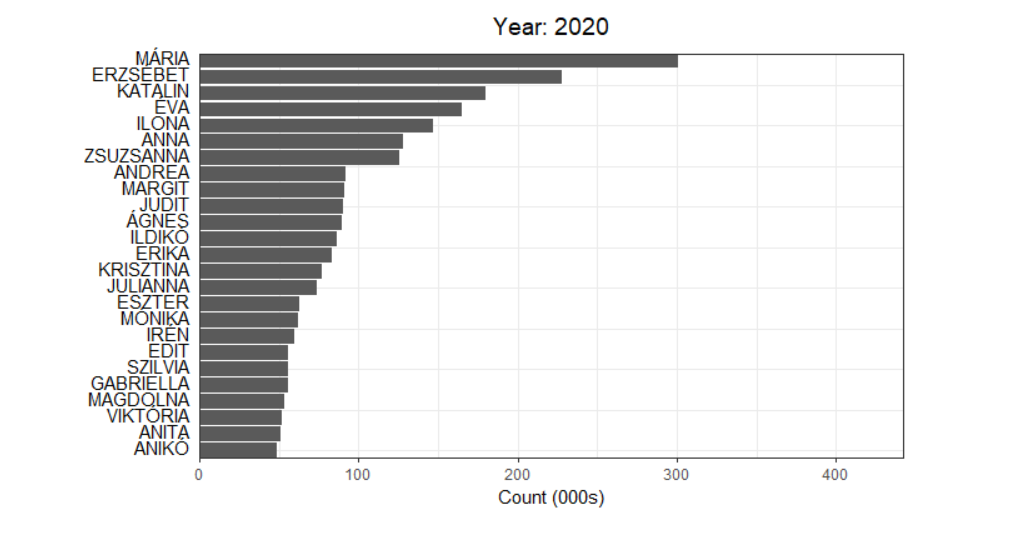 Year: 2020
MÁRIA
ERZSÉBET
KATALIN
ÉVA
ILONA
ANNA
ZSUZSANNA
ANDREA
MARGIT
JUDIT
ÁGNES
ILDIKÓ
ERIKA
KRISZTINA
JULIANNA
ESZTER
MÓNIKA
IRÉN
EDIT
SZILVIA
GABRIELLA
MAGDOLNA
VIKTÓRIA
ANITA
ANIKÓ
0 100 200 300 400
Count (000s)